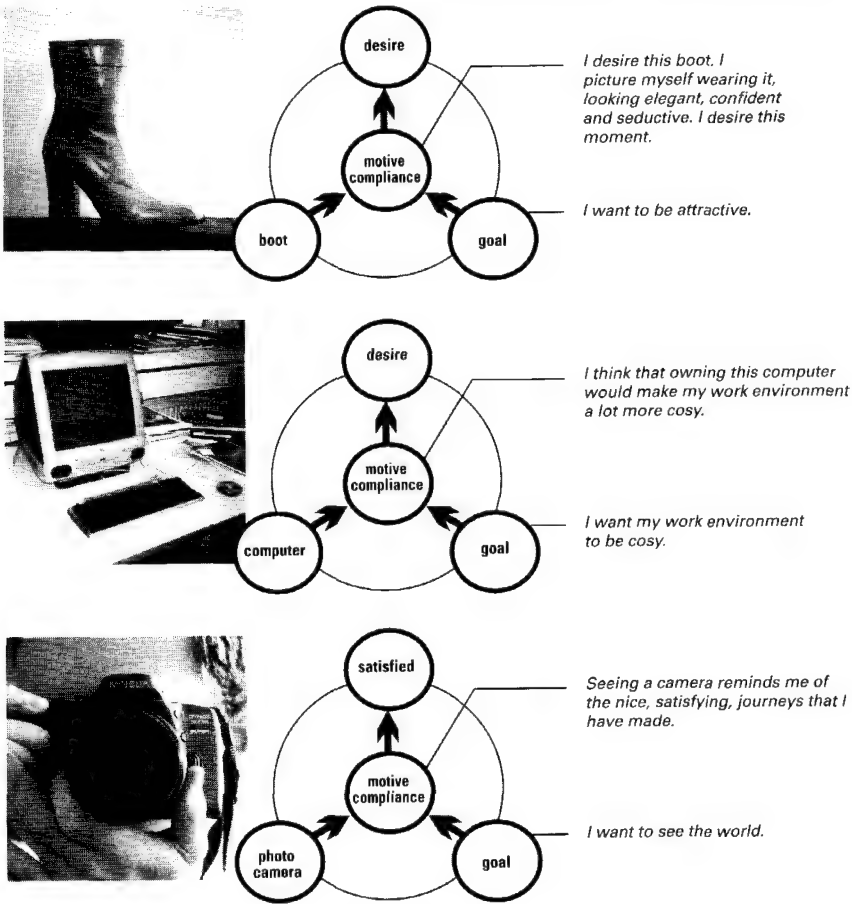 desire
I desire this boot. I
picture myself wearing it,
looking elegant, confident
and seductive. I desire this
moment.
motive
compliance
I want to be attractive.
boot
goal
desire
I think that owning this computer
would make my work environment
a lot more cosy.
motive
compliance
I want my work environment
to be cosy.
computer
goal
satisfied
Seeing a camera reminds me of
the nice, satisfying, journeys that I
have made.
motive
compliance
I want to see the world.
photo
camera
goal